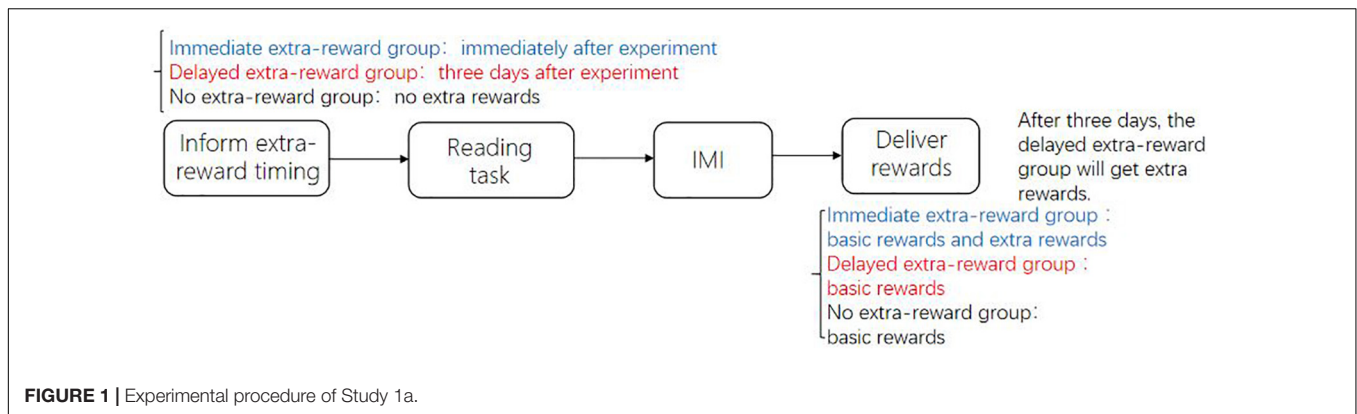 Immediate extra-reward group： immediately after experiment
Delayed extra-reward group： three days after experiment
No extra-reward group： no extra rewards
Inform extra-
reward timing
Reading
task
IMI
Deliver
rewards
After three days, the
delayed extra-reward
group will get extra
rewards.
Immediate extra-reward group：
basic rewards and extra rewards
Delayed extra-reward group：
basic rewards
No extra-reward group：
basic rewards
FIGURE 1 | Experimental procedure of Study 1a.